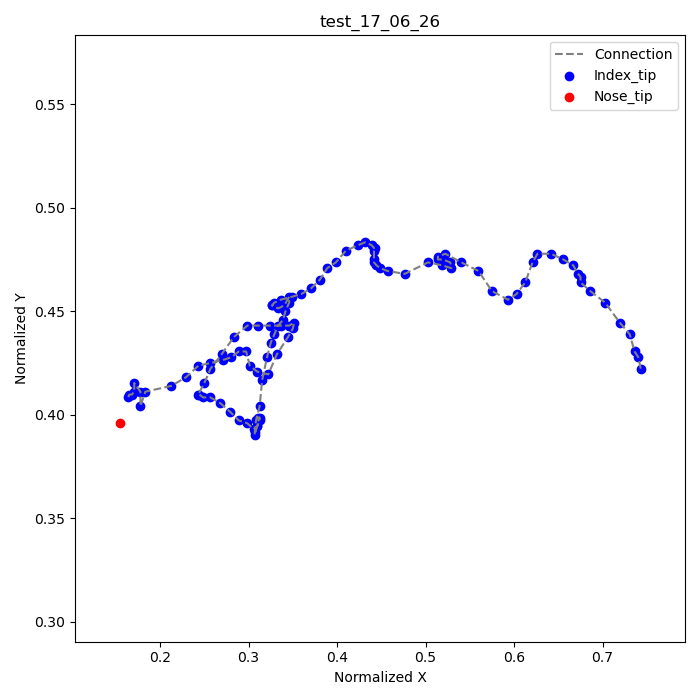 test_17_06_26
Connection
Index_tip
Nose_tip
0.55
0.50
0.45
0.40
0.35
0.30
Normalized Y
0.2 0.3 0.4 0.5 0.6 0.7
Normalized X